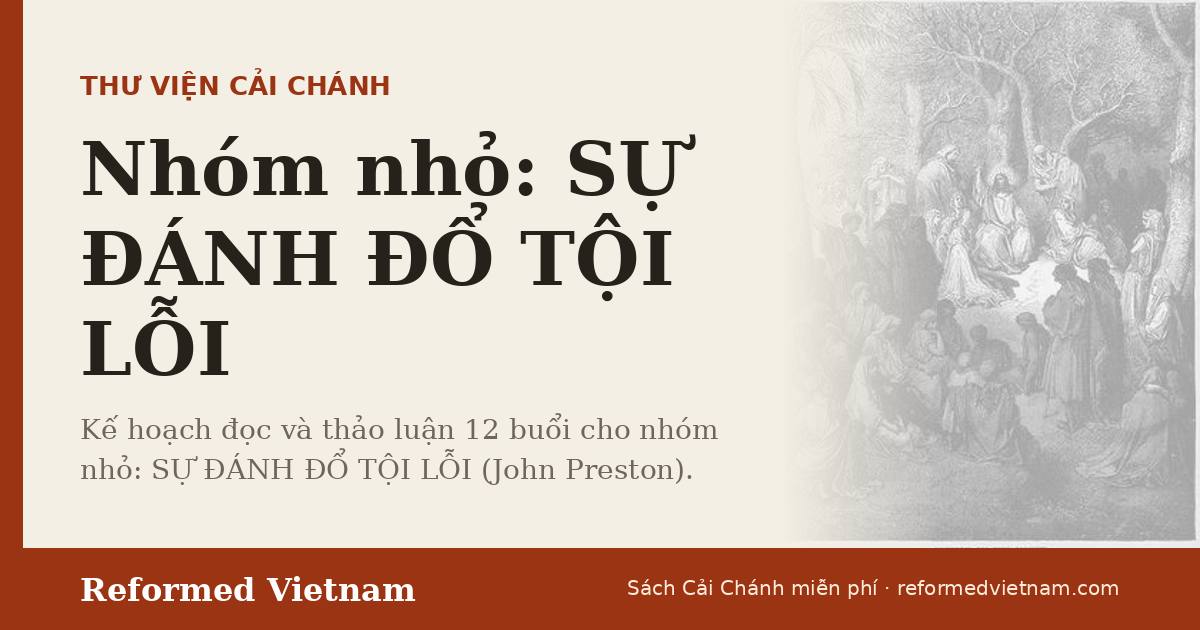 THƯ VIỆN CẢI CHÁNH
Nhóm nhỏ: SỰ
ĐÁNH ĐỔ TỘI
LỖI
Kế hoạch đọc và thảo luận 12 buổi cho nhóm
nhỏ: SỰ ĐÁNH ĐỔ TỘI LỖI (John Preston).
Reformed Vietnam
Sách Cải Chánh miễn phí · reformedvietnam.com